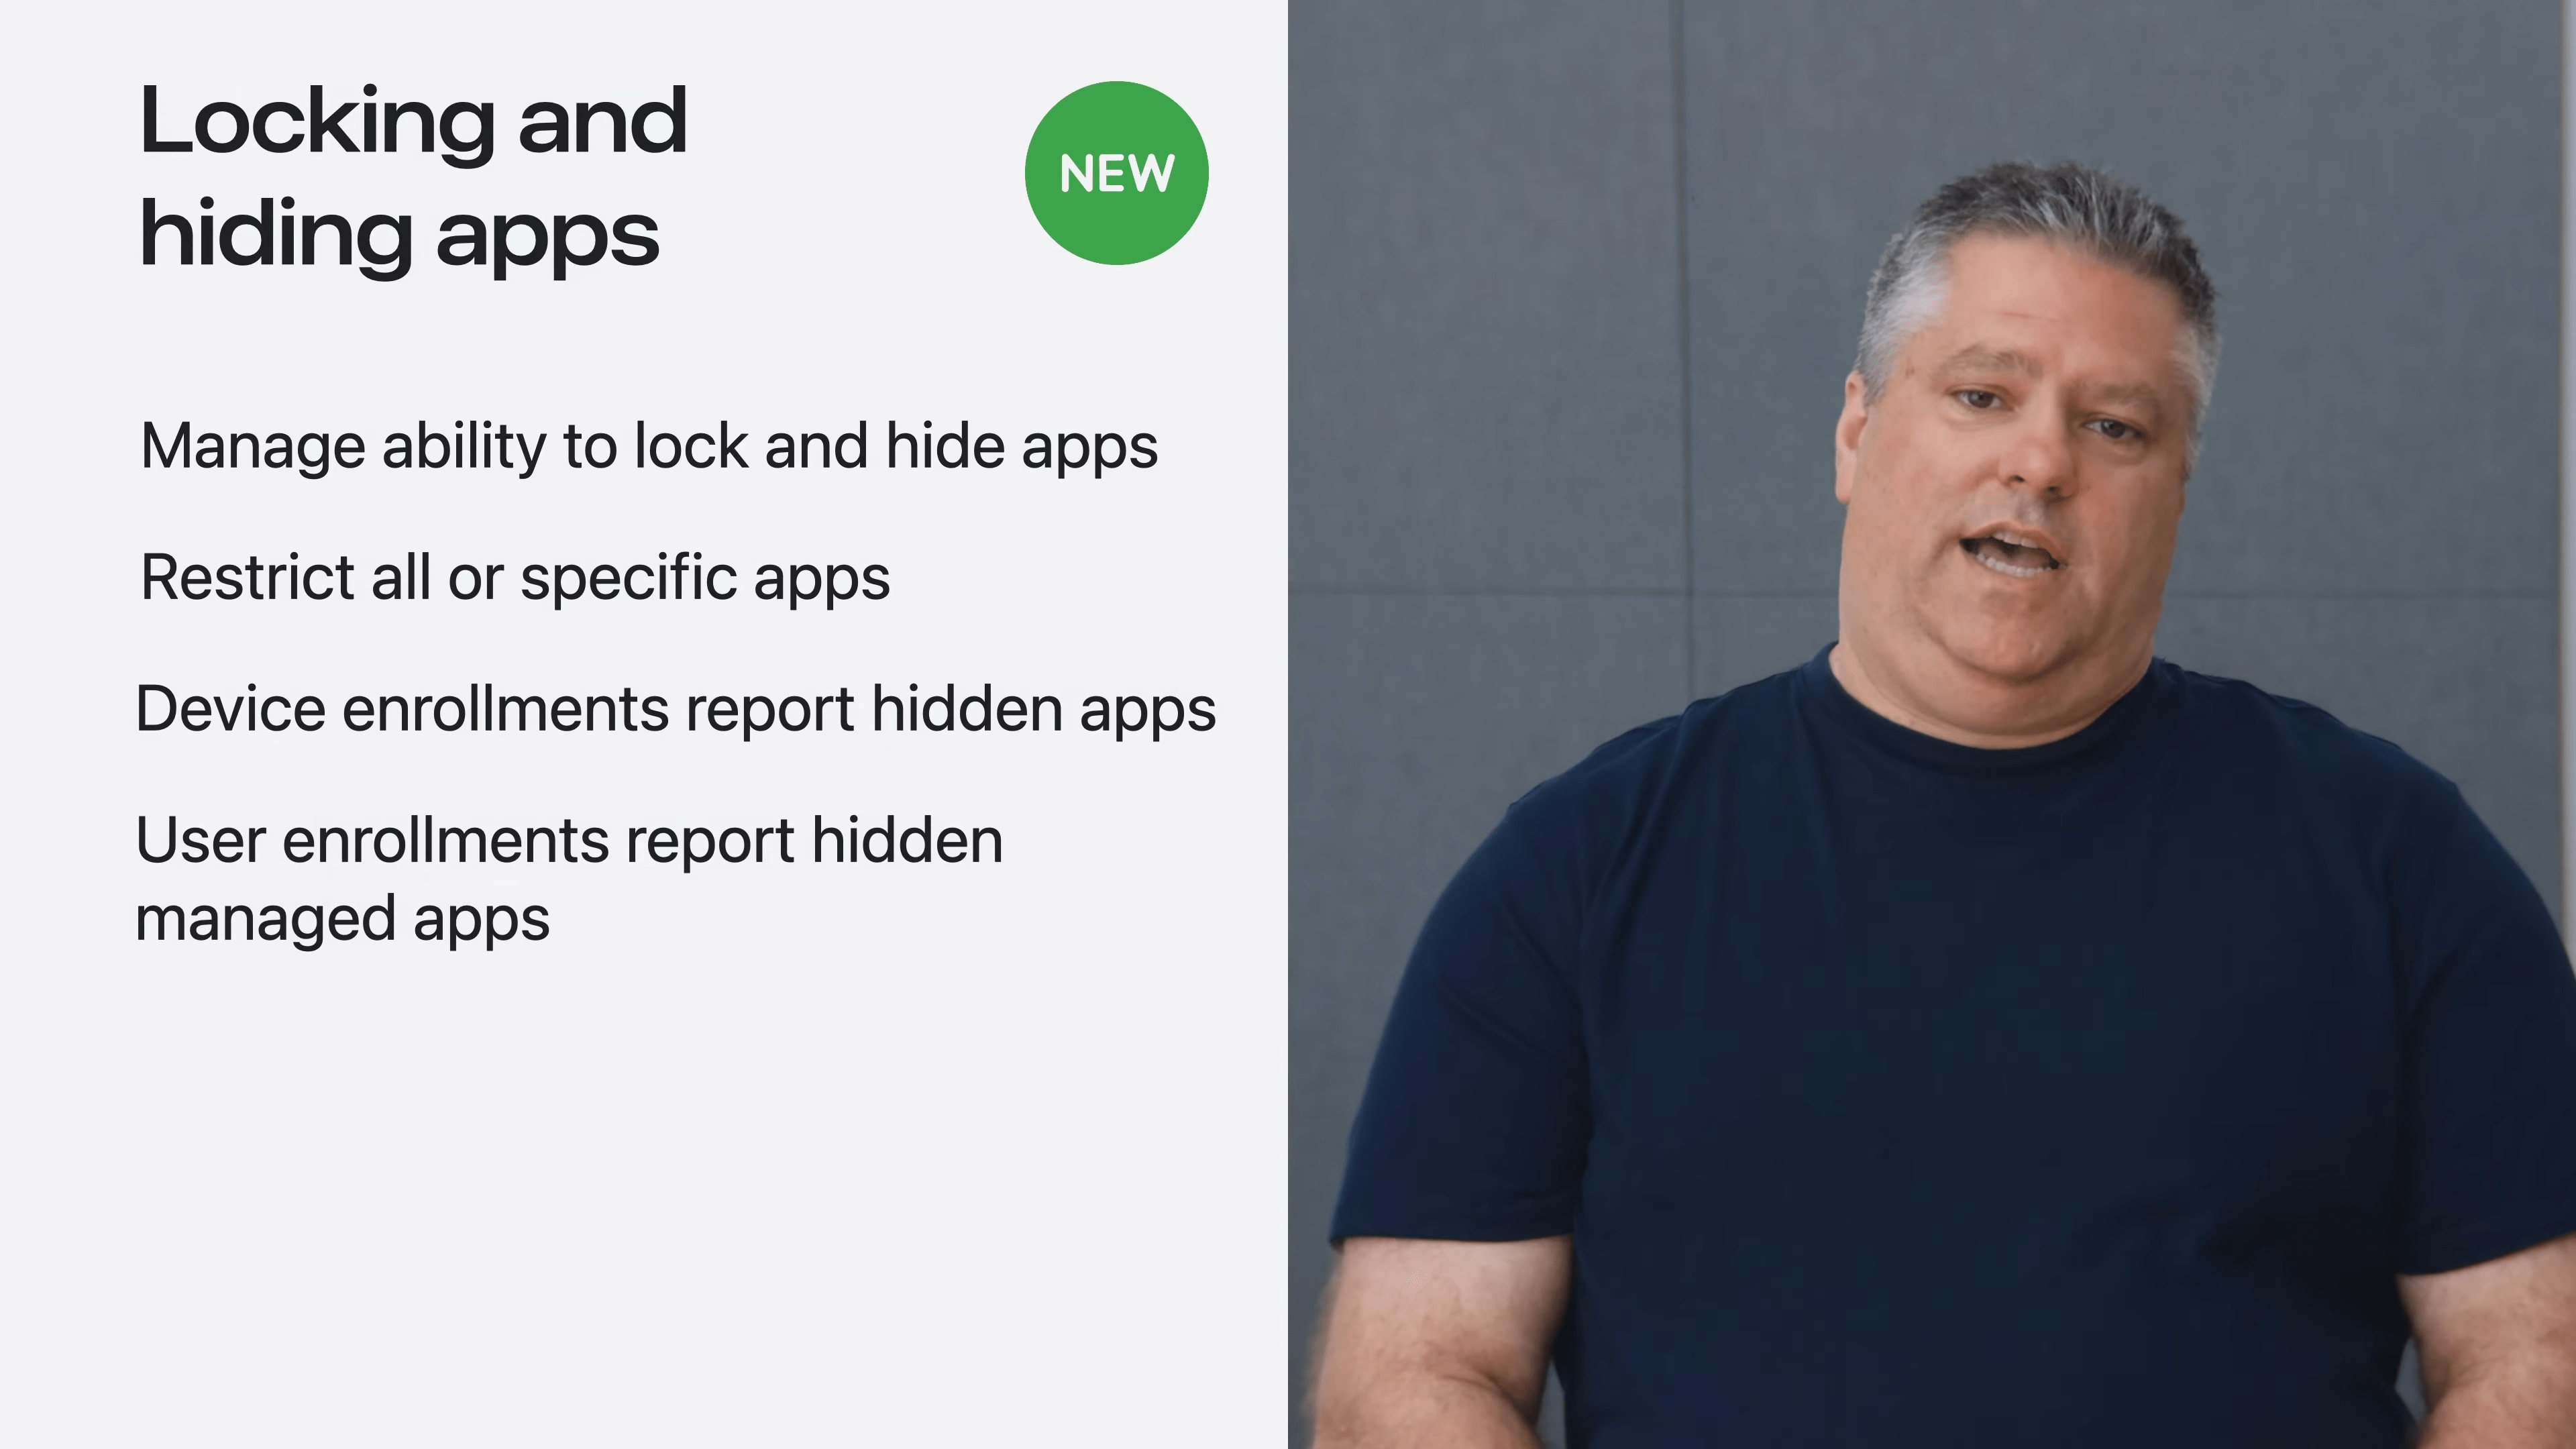 Locking and
hiding apps
NEW
Manage ability to lock and hide apps
Restrict all or specific apps
Device enrollments report hidden apps
User enrollments report hidden
managed apps